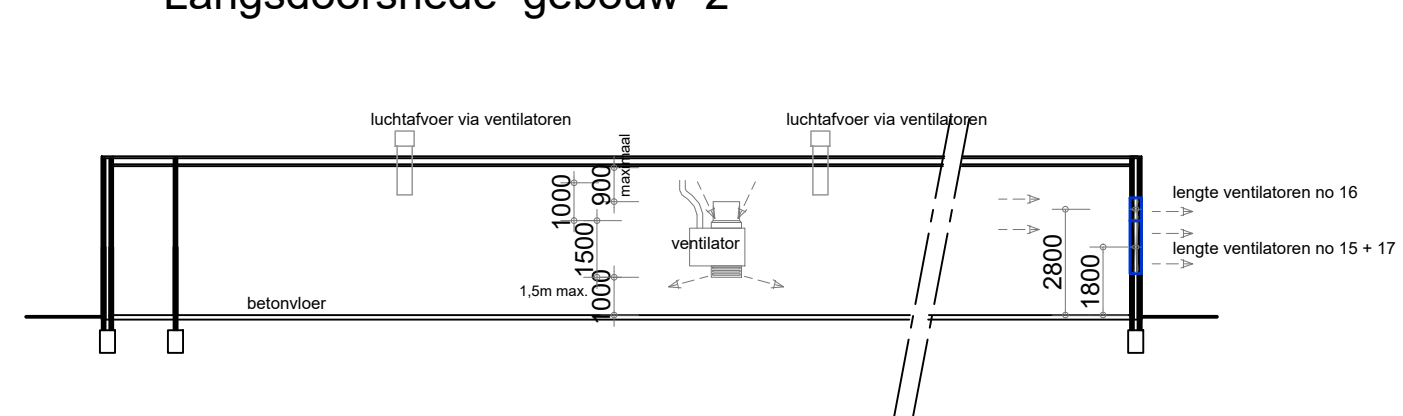 Langsdoorsnede gebouw 2
luchtafvoer via ventilatoren
luchtafvoer via ventilatoren
maximaal
900
1000
1500
1000
1,5m max.
ventilator
betonvloer
2800
1800
lengte ventilatoren no 16
lengte ventilatoren no 15 + 17